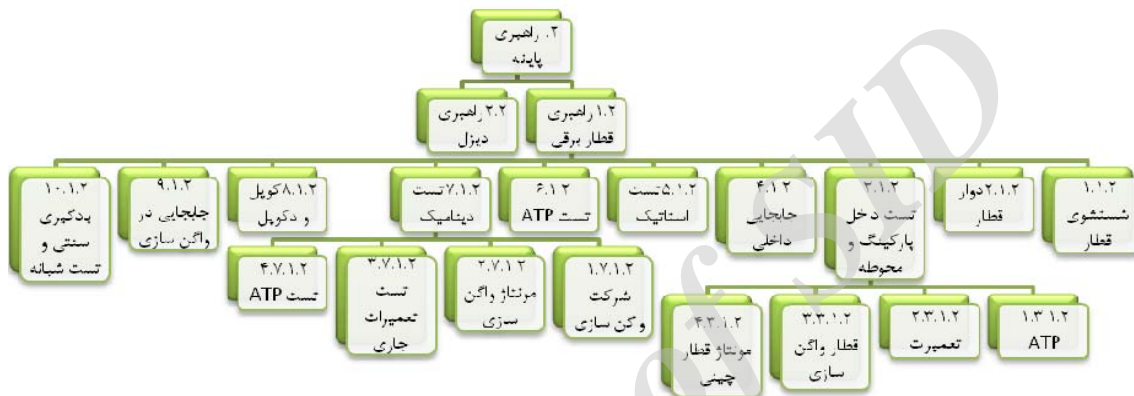 ۲. راهبری
پایانه
۱.۲ راهبری
قطار برقی
۲.۲ راهبری
دیزل
۱.۱.۲
شستشوی
قطار
۲.۱.۲ دوار
قطار
۳.۱.۲
تست دخل
پارکینگ و
محوطه
۴.۱.۲
جابجایی
داخلی
۵.۱.۲ تست
استاتیک
۶.۱.۲
تست ATP
۷.۱.۲ تست
دینامیک
۸.۱.۲ کوپل
و دکوپل
۹.۱.۲
جابجایی در
واگن سازی
۱۰.۱.۲
یدگیری
سنتی و
تست شبانه
۱.۷.۱.۲
شرکت
وکن سازی
۲.۷.۱.۲
مونتاژ واگن
سازی
۳.۷.۱.۲
تست
تعمیرات
جاری
۴.۷.۱.۲
تست ATP
۱.۳.۱.۲
ATP
۲.۳.۱.۲
تعمیرت
۳.۳.۱.۲
قطار واگن
سازی
۴.۳.۱.۲
مونتاژ قطار
چینی
of SID